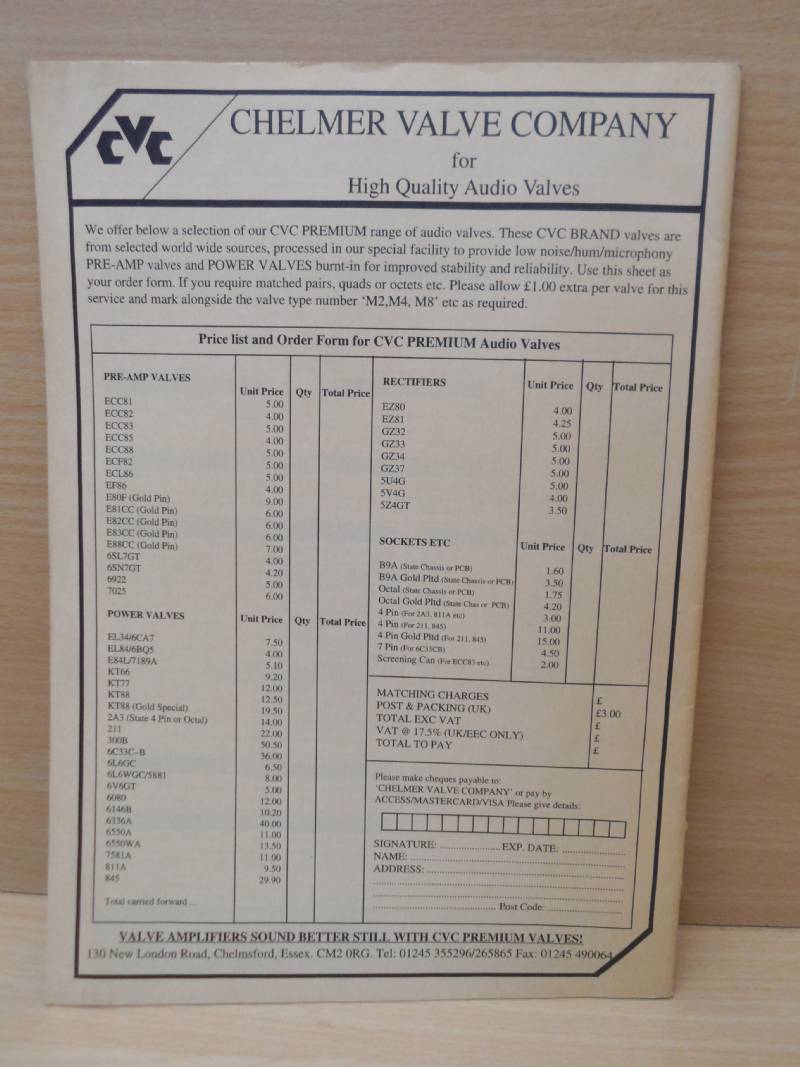 CVC
CHELMER VALVE COMPANY
for
High Quality Audio Valves
We offer below a selection of our CVC PREMIUM range of audio valves. These CVC BRAND valves are
from selected world wide sources, processed in our special facility to provide low noise/hum/microphony
PRE-AMP valves and POWER VALVES burnt-in for improved stability and reliability. Use this sheet as
your order form. If you require matched pairs, quads or octets etc. Please allow £1.00 extra per valve for this
service and mark alongside the valve type number 'M2,M4, M8' etc as required.
Price list and Order Form for CVC PREMIUM Audio Valves
PRE-AMP VALVES Unit Price Qty Total Price
ECC81 5.00
ECC82 4.00
ECC83 5.00
ECC85 4.00
ECC88 5.00
ECF82 5.00
ECL86 5.00
EF86 4.00
E80F (Gold Pin) 9.00
E81CC (Gold Pin) 6.00
E82CC (Gold Pin) 6.00
E83CC (Gold Pin) 6.00
E88CC (Gold Pin) 7.00
6SL7GT 4.00
6SN7GT 4.20
6922 5.00
7025 6.00
POWER VALVES Unit Price Qty Total Price
EL34/6CA7 7.50
EL84/6BQ5 4.00
E84L/7189A 5.10
KT66 9.20
KT77 12.00
KT88 12.50
KT88 (Gold Special) 19.50
2A3 (State 4 Pin or Octal) 14.00
211 22.00
300B 50.50
6C33C-B 36.00
6L6GC 6.50
6L6WGC/5881 8.00
6V6GT 5.00
6080 12.00
6146B 10.20
6336A 40.00
6550A 11.00
6550WA 13.50
7581A 11.00
811A 9.50
845 29.90
Total carried forward ...
RECTIFIERS Unit Price Qty Total Price
EZ80 4.00
EZ81 4.25
GZ32 5.00
GZ33 5.00
GZ34 5.00
GZ37 5.00
5U4G 5.00
5V4G 4.00
5Z4GT 3.50
SOCKETS ETC Unit Price Qty Total Price
B9A (State Chassis or PCB) 1.60
B9A Gold Pltd (State Chassis or PCB) 3.50
Octal (State Chassis or PCB) 1.75
Octal Gold Pltd (State Chas or PCB) 4.20
4 Pin (For 2A3, 811A etc) 3.00
4 Pin (For 211, 845) 11.00
4 Pin Gold Pltd (For 211, 845) 15.00
7 Pin (For 6C33CB) 4.50
Screening Can (For ECC83 etc) 2.00
MATCHING CHARGES £
POST & PACKING (UK) £3.00
TOTAL EXC VAT £
VAT @ 17.5% (UK/EEC ONLY) £
TOTAL TO PAY £
Please make cheques payable to:
'CHELMER VALVE COMPANY' or pay by
ACCESS/MASTERCARD/VISA Please give details:
SIGNATURE: .................... EXP. DATE: ....................
NAME: ....................
ADDRESS: ....................
.................... Post Code: ....................
VALVE AMPLIFIERS SOUND BETTER STILL WITH CVC PREMIUM VALVES!
130 New London Road, Chelmsford, Essex. CM2 0RG. Tel: 01245 355296/265865 Fax: 01245 490064